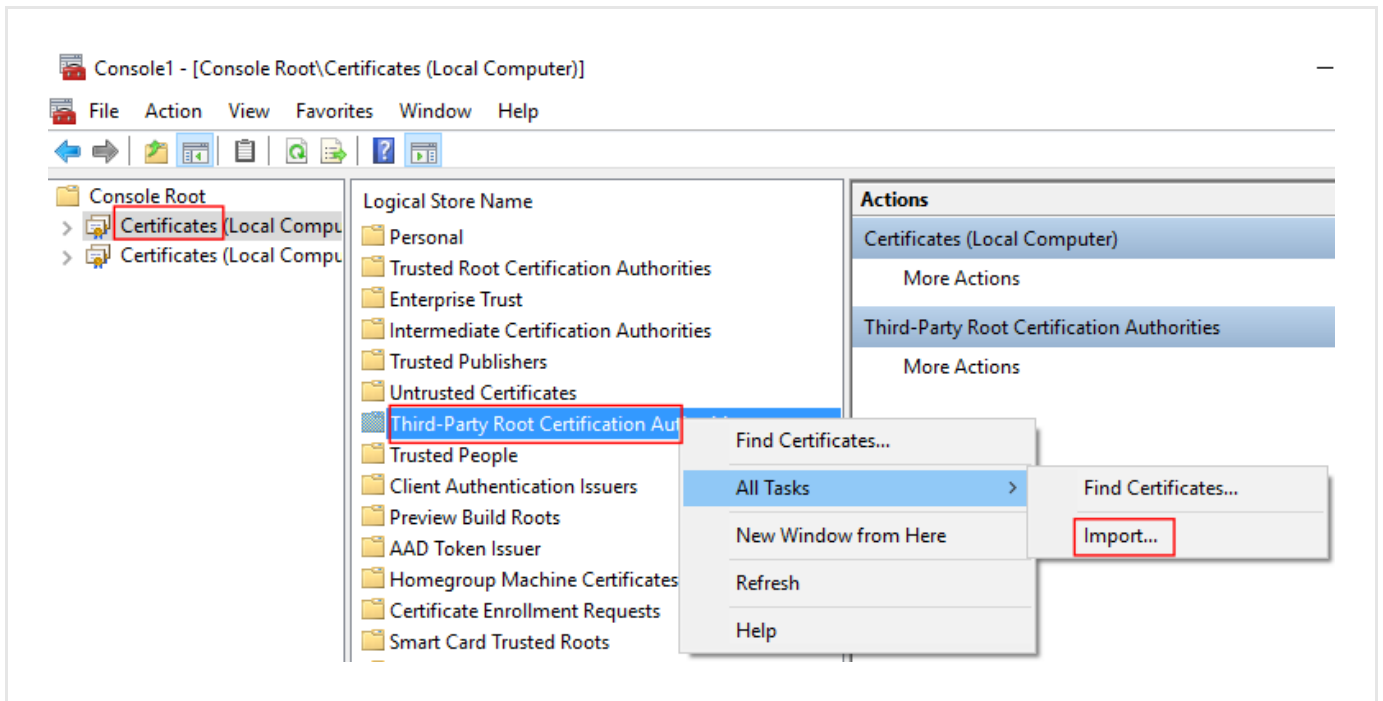 Console1 - [Console Root\Certificates (Local Computer)]
File Action View Favorites Window Help
Console Root
Certificates (Local Compu
Certificates (Local Compu
Logical Store Name
Personal
Trusted Root Certification Authorities
Enterprise Trust
Intermediate Certification Authorities
Trusted Publishers
Untrusted Certificates
Third-Party Root Certification Au
Trusted People
Client Authentication Issuers
Preview Build Roots
AAD Token Issuer
Homegroup Machine Certificates
Certificate Enrollment Requests
Smart Card Trusted Roots
Find Certificates...
All Tasks
New Window from Here
Refresh
Help
Find Certificates...
Import...
Actions
Certificates (Local Computer)
More Actions
Third-Party Root Certification Authorities
More Actions